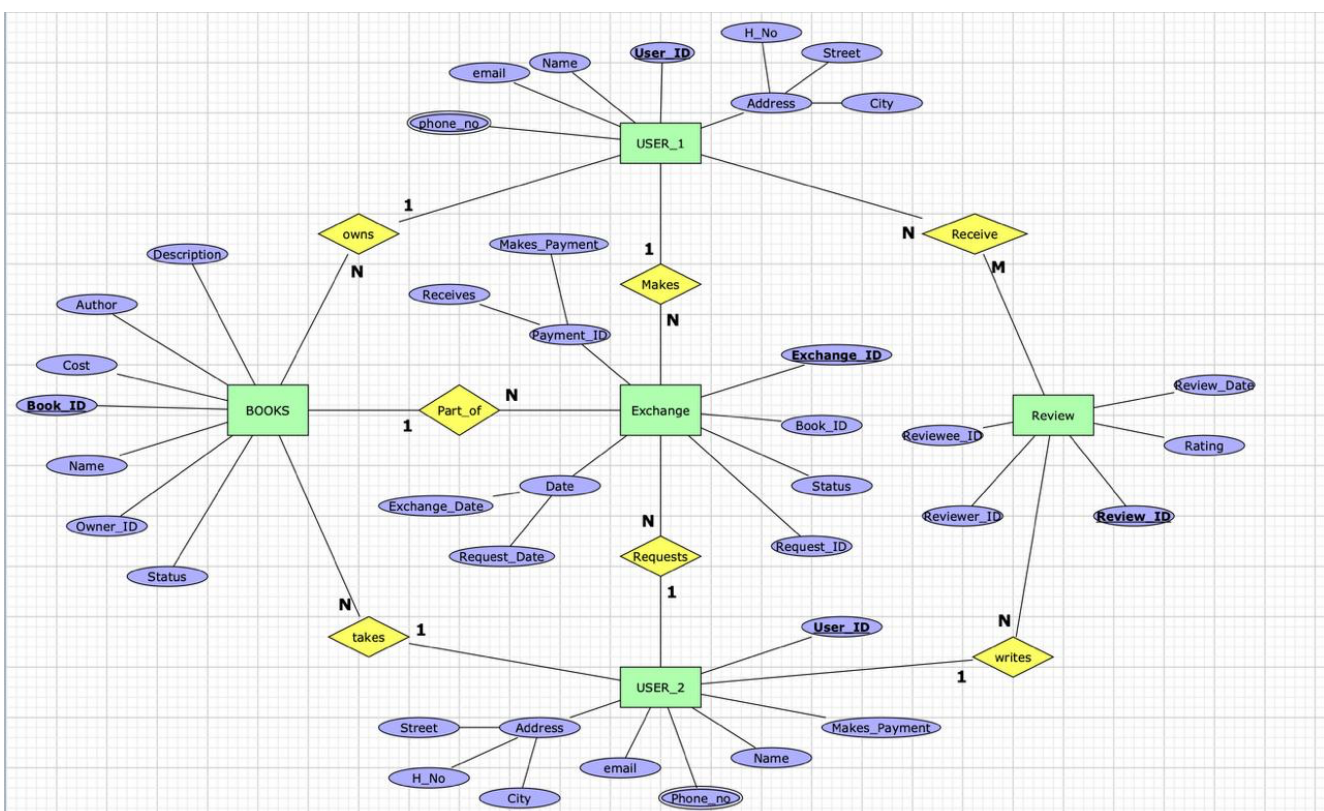 H_No
User_ID
Street
Name
email
Address
City
phone_no
USER_1
1
owns
N
Receive
Makes_Payment
1
Description
N
M
Makes
Receives
Author
N
Payment_ID
Exchange_ID
Cost
Review_Date
Book_ID
N
BOOKS
Part_of
Exchange
Review
1
Book_ID
Reviewee_ID
Rating
Name
Date
Status
Exchange_Date
Reviewer_ID
Review_ID
Owner_ID
N
Request_ID
Request_Date
Requests
Status
1
N
takes
1
User_ID
N
writes
1
USER_2
Street
Address
Makes_Payment
Name
email
H_No
City
Phone_no